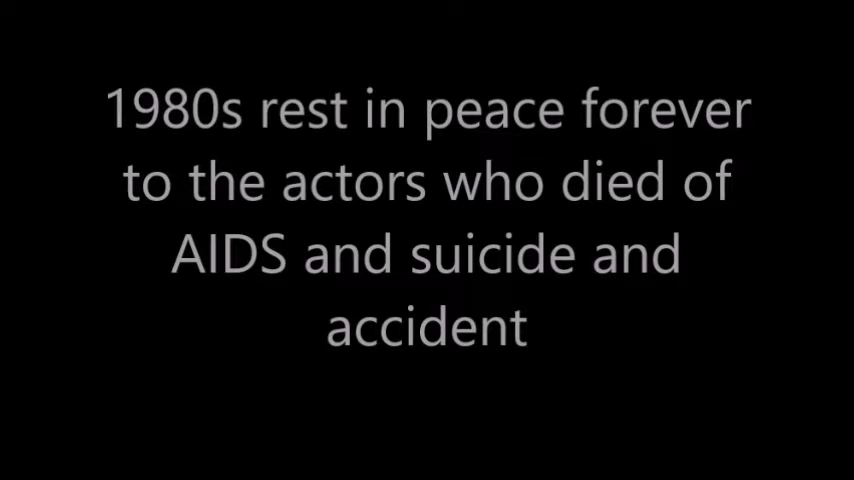 1980s rest in peace forever
to the actors who died of
AIDS and suicide and
accident